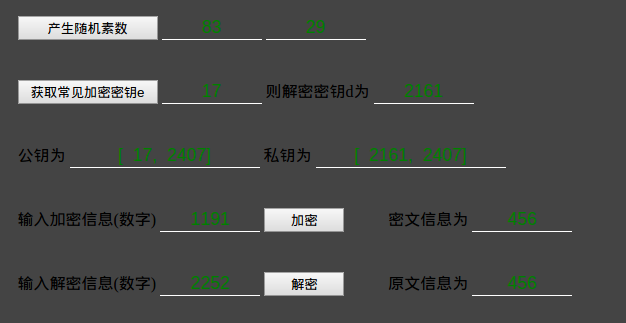 产生随机素数 83 29
获取常见加密密钥e 17 则解密密钥d为 2161
公钥为 [ 17, 2407] 私钥为 [ 2161, 2407]
输入加密信息(数字) 1191 加密 密文信息为 456
输入解密信息(数字) 2252 解密 原文信息为 456